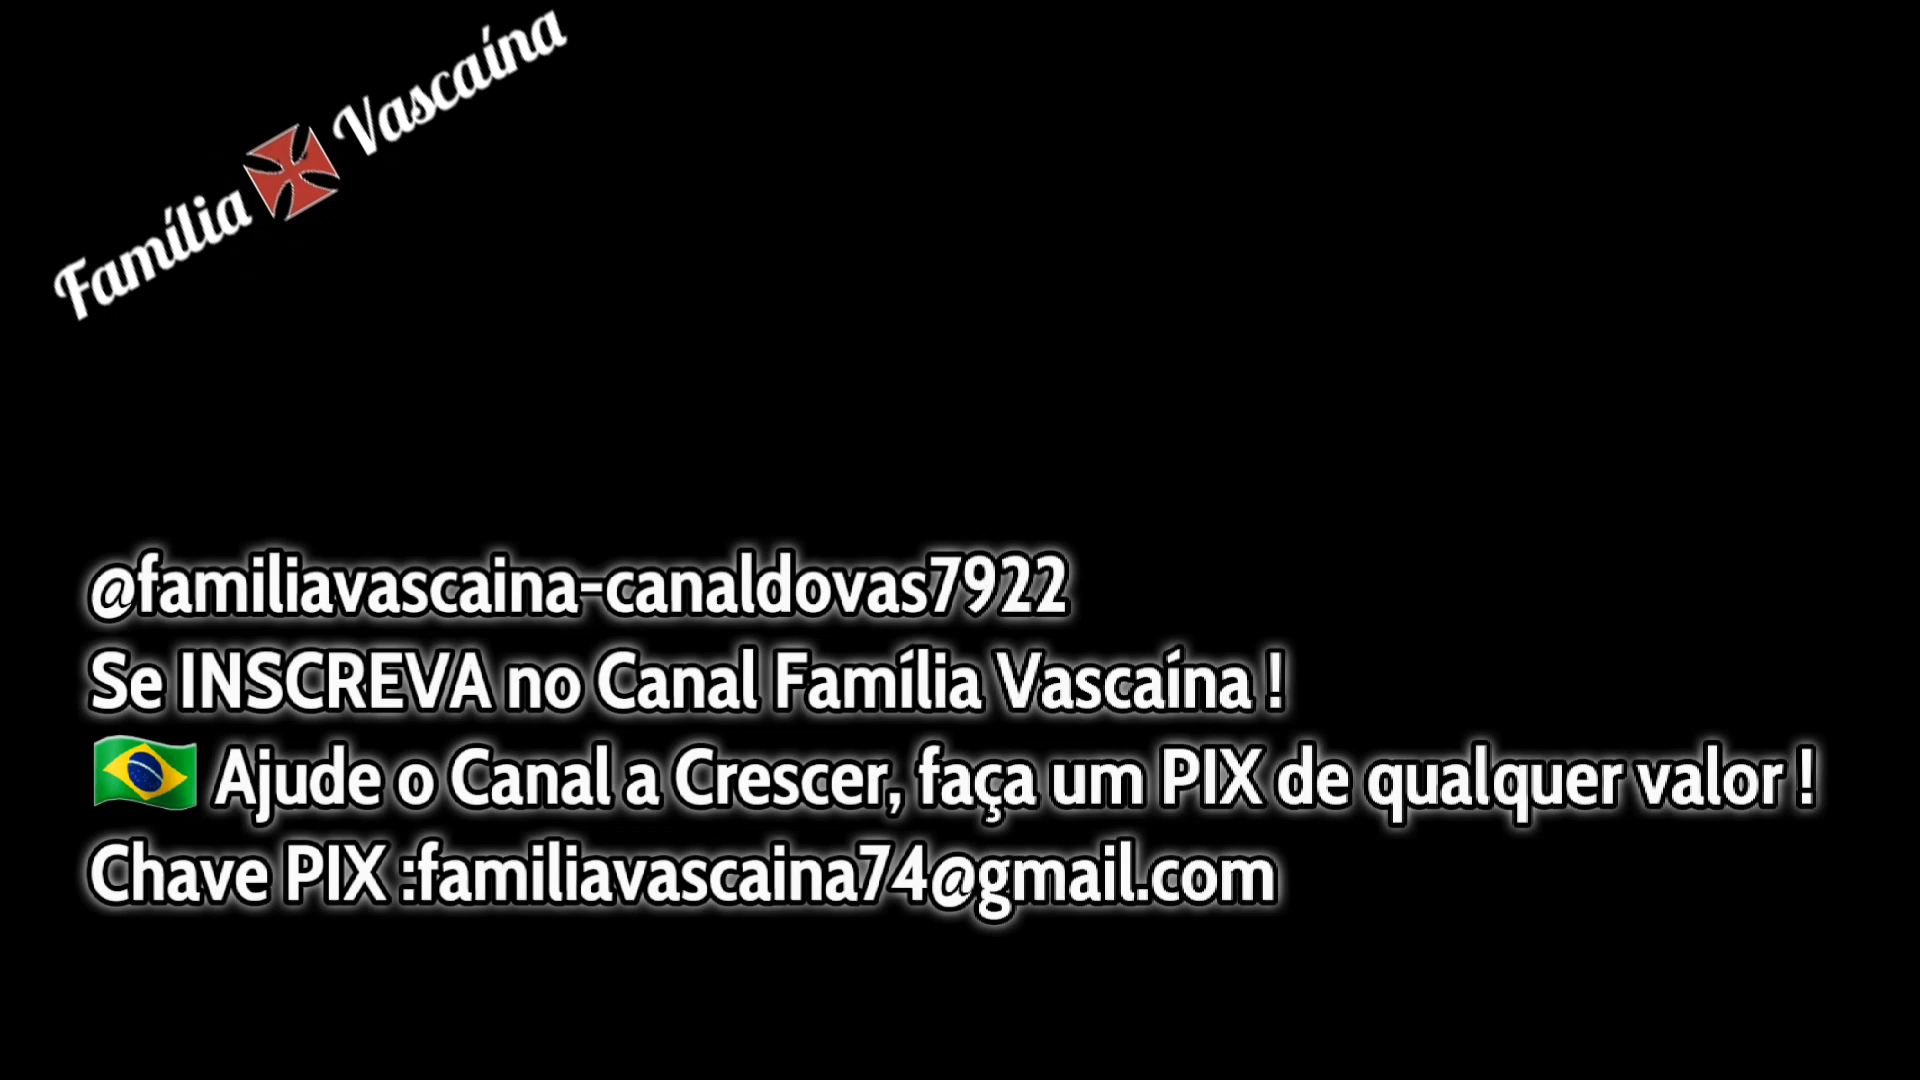 Família Vascaína
@familiavascaina-canaldovas7922
Se INSCREVA no Canal Família Vascaína !
🇧🇷 Ajude o Canal a Crescer, faça um PIX de qualquer valor !
Chave PIX :familiavascaina74@gmail.com